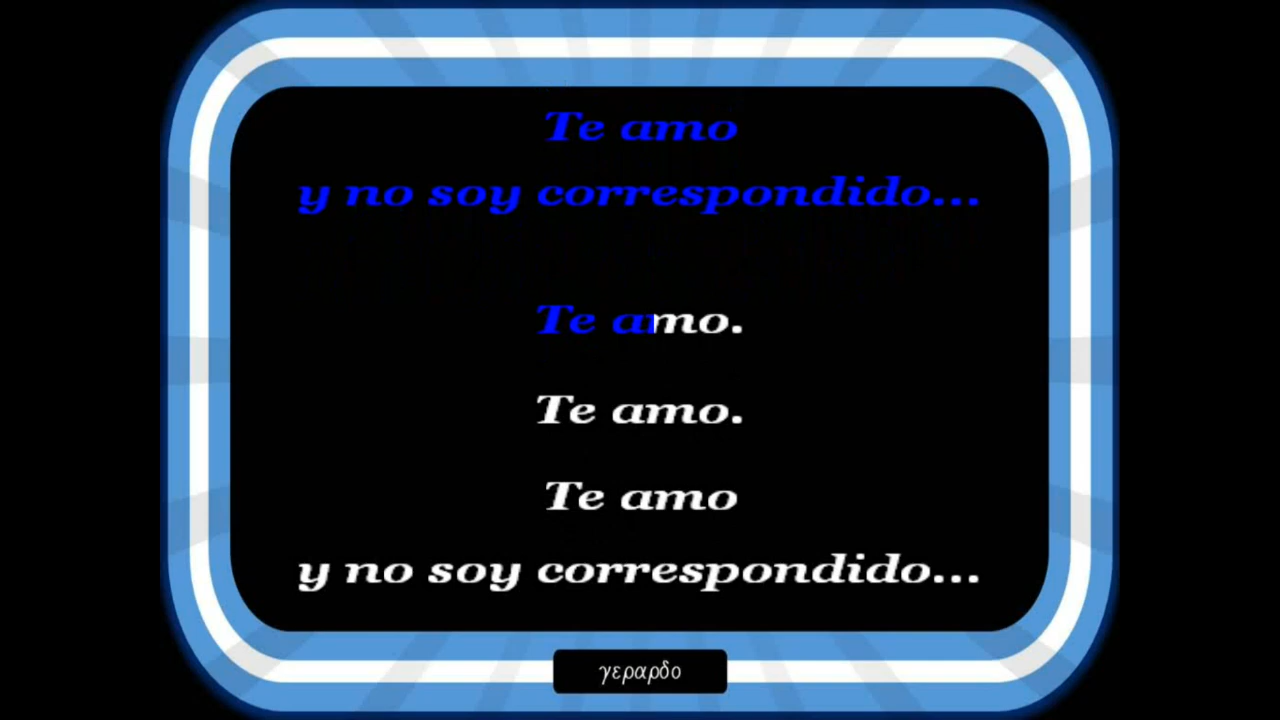 Te amo
y no soy correspondido...
Te amo.
Te amo.
Te amo
y no soy correspondido...
γεραρδο